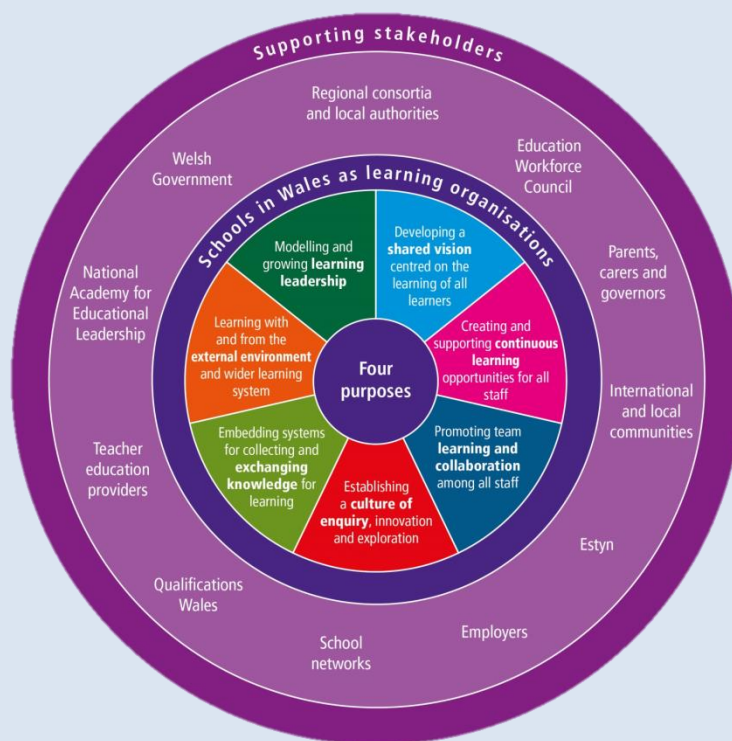 Supporting stakeholders
Regional consortia
and local authorities
Education
Workforce
Council
Parents,
carers and
governors
International
and local
communities
Estyn
Employers
School
networks
Qualifications
Wales
Teacher
education
providers
National
Academy for
Educational
Leadership
Welsh
Government
Schools in Wales as learning organisations
Developing a
shared vision
centred on the
learning of all
learners
Creating and
supporting continuous
learning
opportunities for all
staff
Promoting team
learning and
collaboration
among all staff
Establishing
a culture of
enquiry, innovation
and exploration
Embedding systems
for collecting and
exchanging
knowledge for
learning
Learning with
and from the
external environment
and wider learning
system
Modelling and
growing learning
leadership
Four
purposes